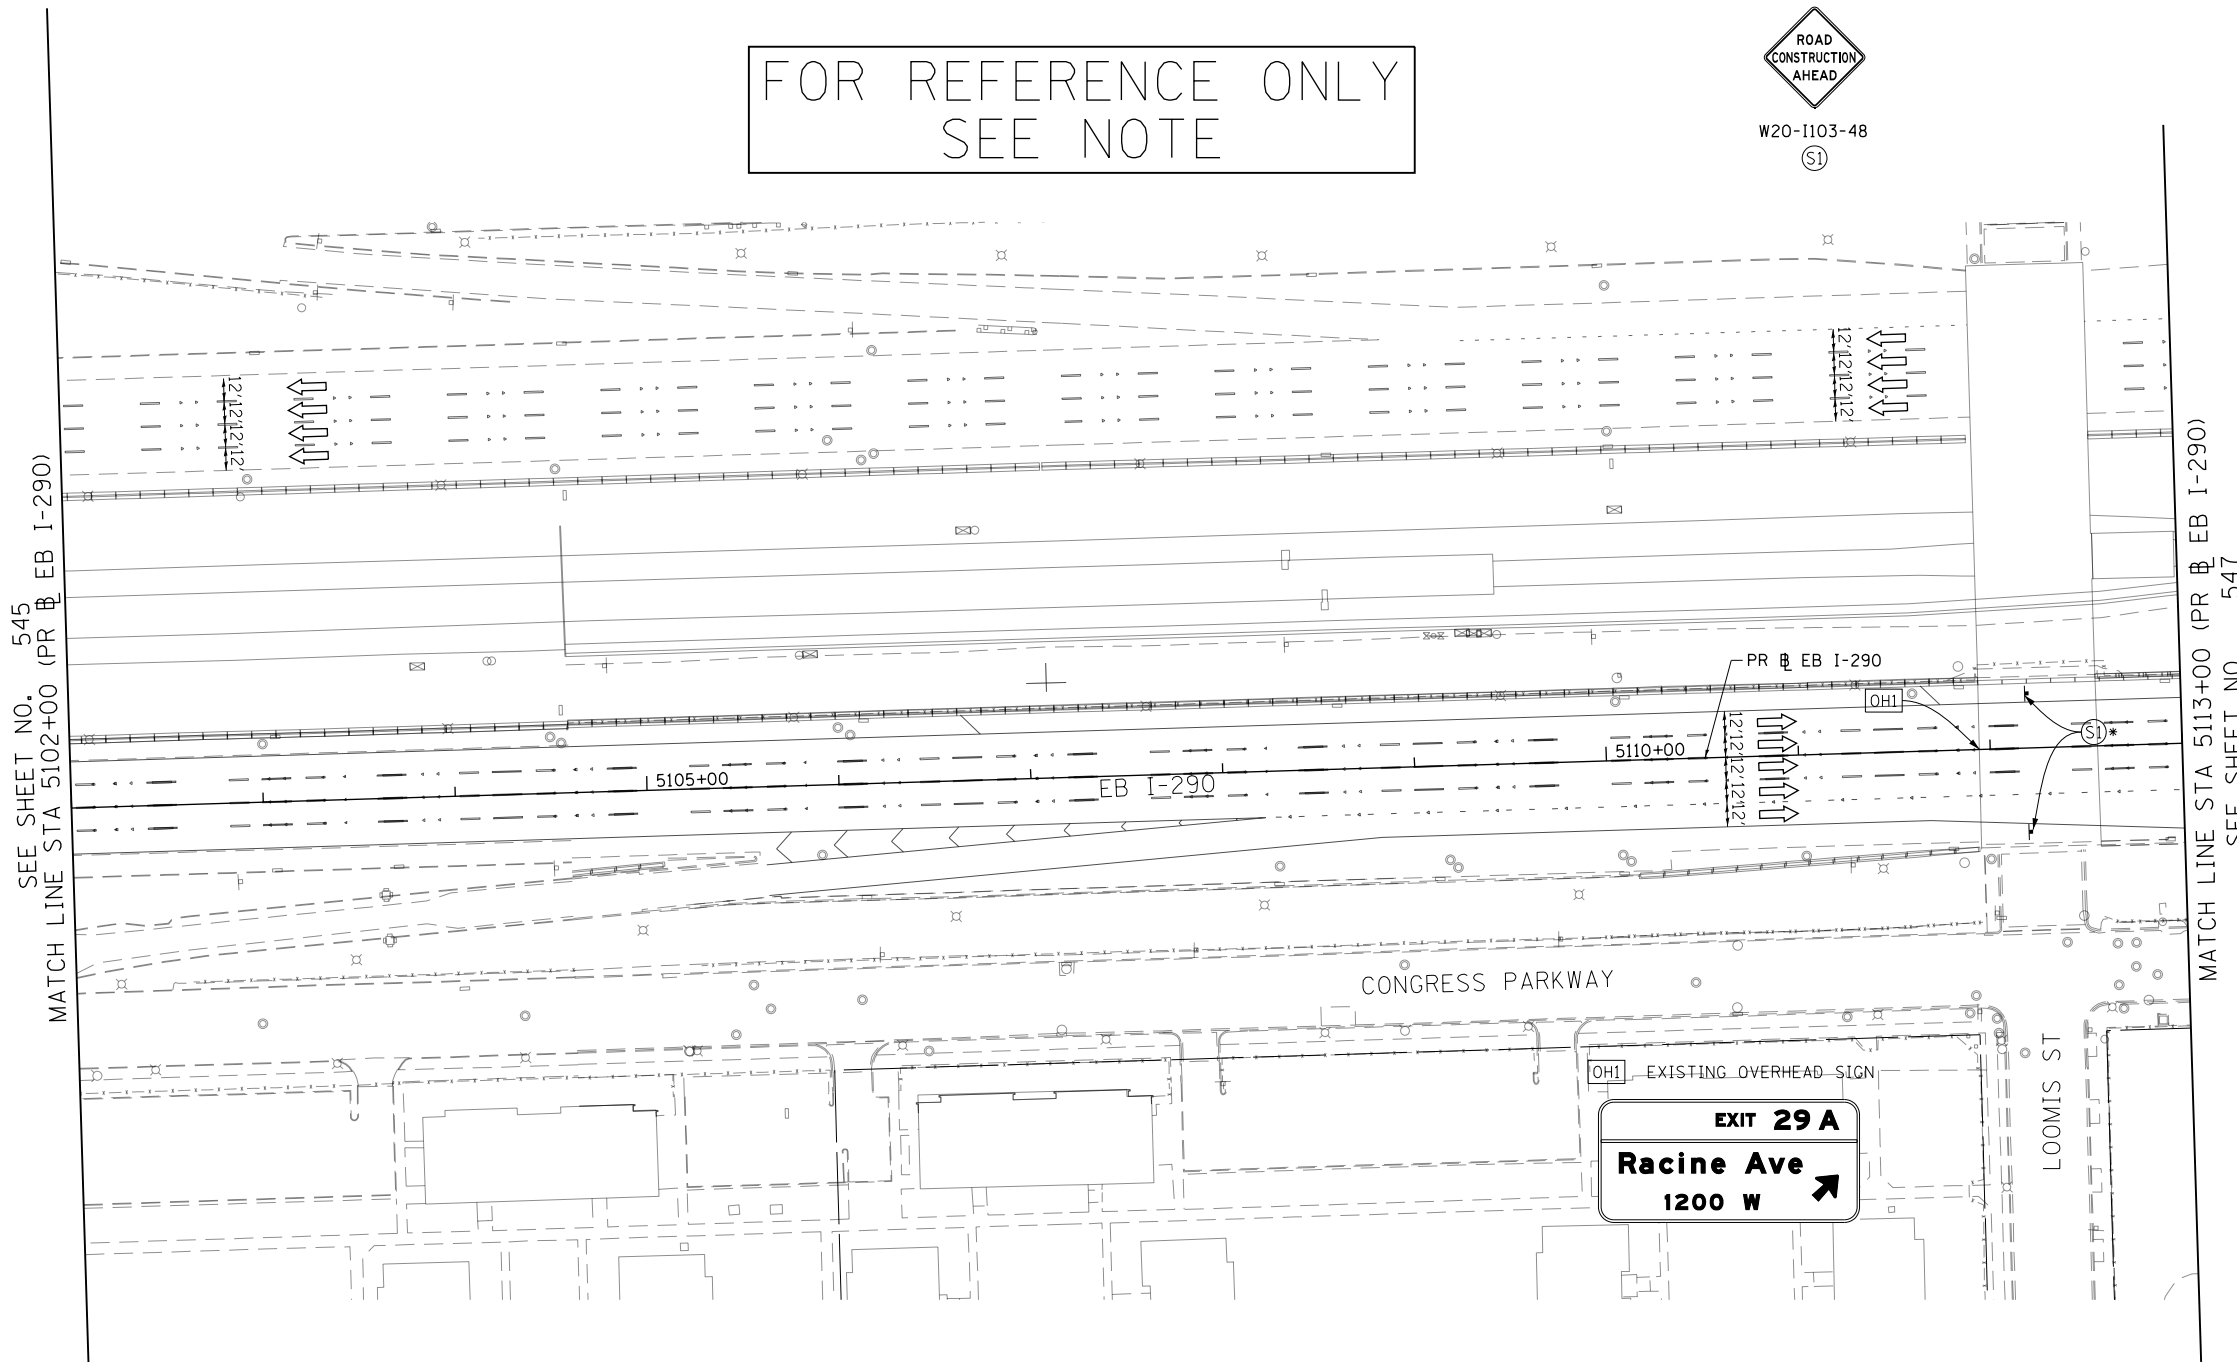 FOR REFERENCE ONLY
SEE NOTE
ROAD
CONSTRUCTION
AHEAD
W20-I103-48
S1
SEE SHEET NO. 545
MATCH LINE STA 5102+00 (PR ⅊ EB I-290)
12' 12' 12' 12'
12' 12' 12' 12'
PR ⅊ EB I-290
OH1
S1 *
5105+00
EB I-290
5110+00
12' 12' 12' 12' 12'
MATCH LINE STA 5113+00 (PR ⅊ EB I-290)
SEE SHEET NO. 547
CONGRESS PARKWAY
LOOMIS ST
OH1 EXISTING OVERHEAD SIGN
EXIT 29 A
Racine Ave
1200 W